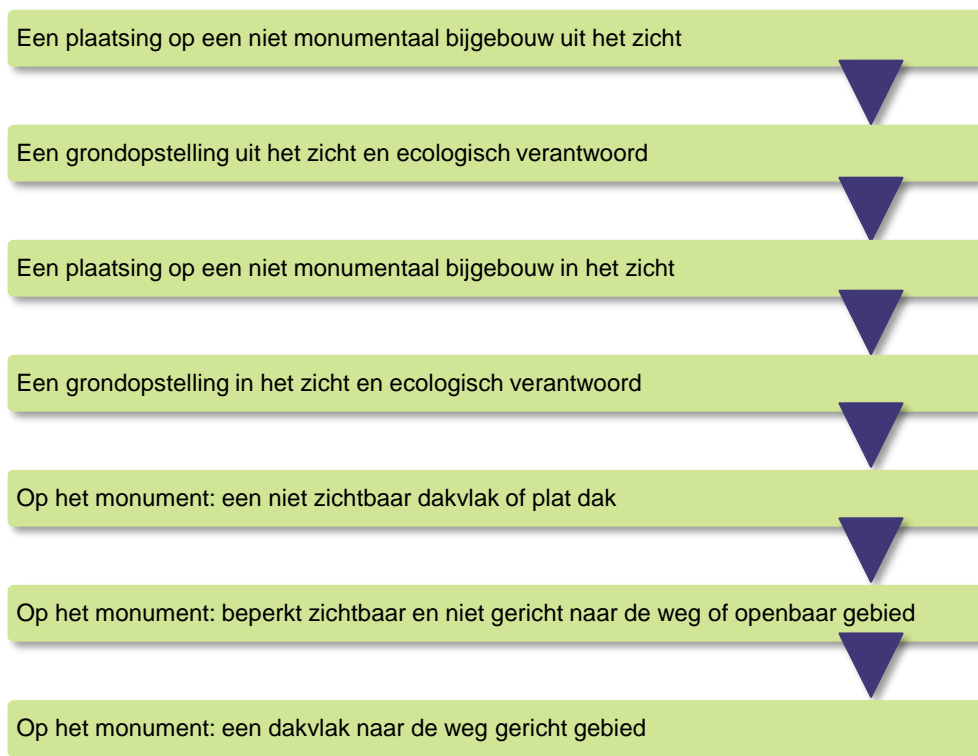 Een plaatsing op een niet monumentaal bijgebouw uit het zicht
Een grondopstelling uit het zicht en ecologisch verantwoord
Een plaatsing op een niet monumentaal bijgebouw in het zicht
Een grondopstelling in het zicht en ecologisch verantwoord
Op het monument: een niet zichtbaar dakvlak of plat dak
Op het monument: beperkt zichtbaar en niet gericht naar de weg of openbaar gebied
Op het monument: een dakvlak naar de weg gericht gebied